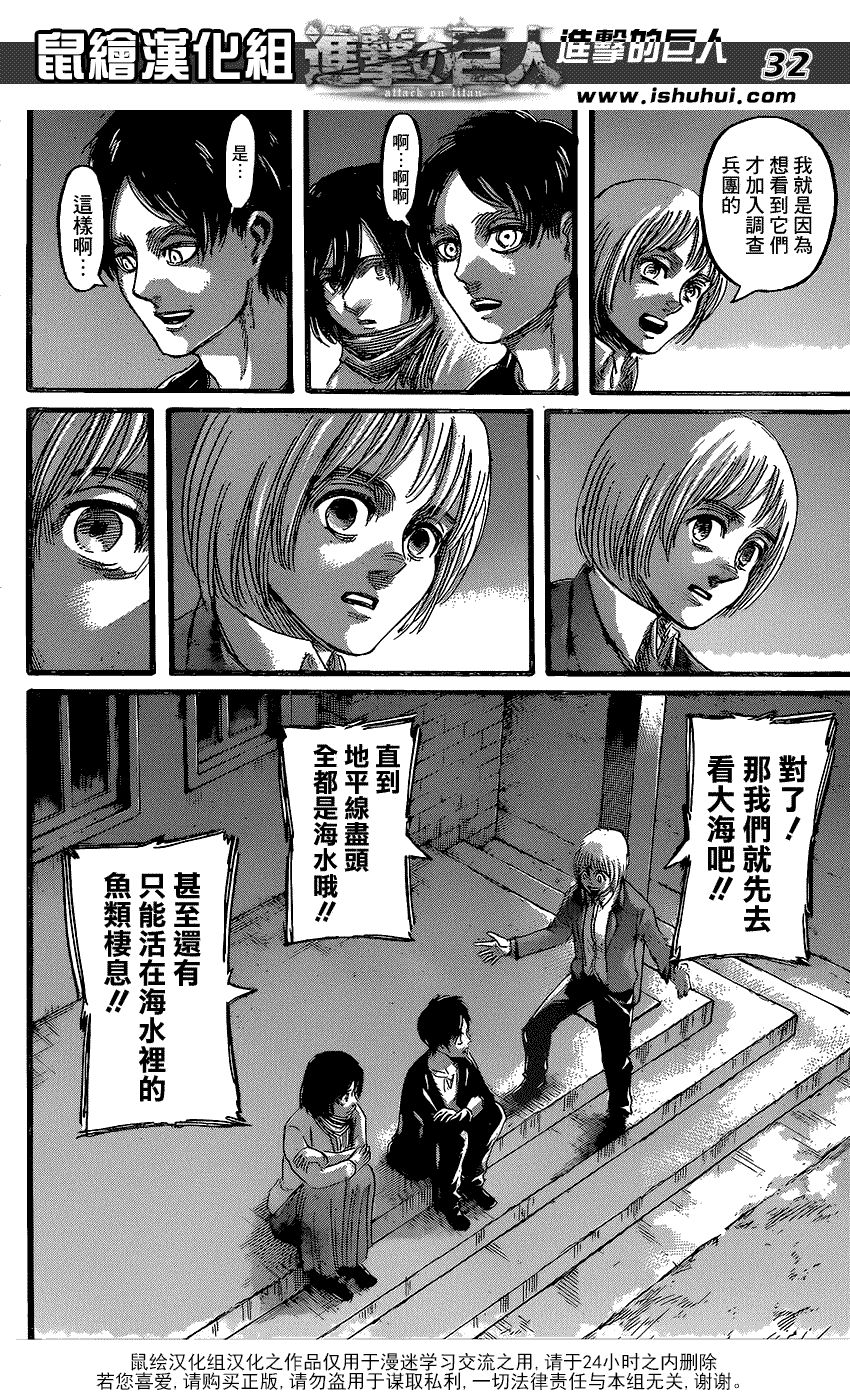 鼠繪漢化組
進撃の巨人
attack on titan
進擊的巨人
www.ishuhui.com
32
我就是因為
想看到它們
才加入調查
兵團的
啊…啊啊
是…
這樣啊…
對了！
那我們就先去
看大海吧!!
直到
地平線盡頭
全都是海水哦!!
甚至還有
只能活在海水裡的
魚類棲息!!
鼠绘汉化组汉化之作品仅用于漫迷学习交流之用, 请于24小时之内删除
若您喜爱, 请购买正版, 请勿盗用于谋取私利, 一切法律责任与本组无关, 谢谢。